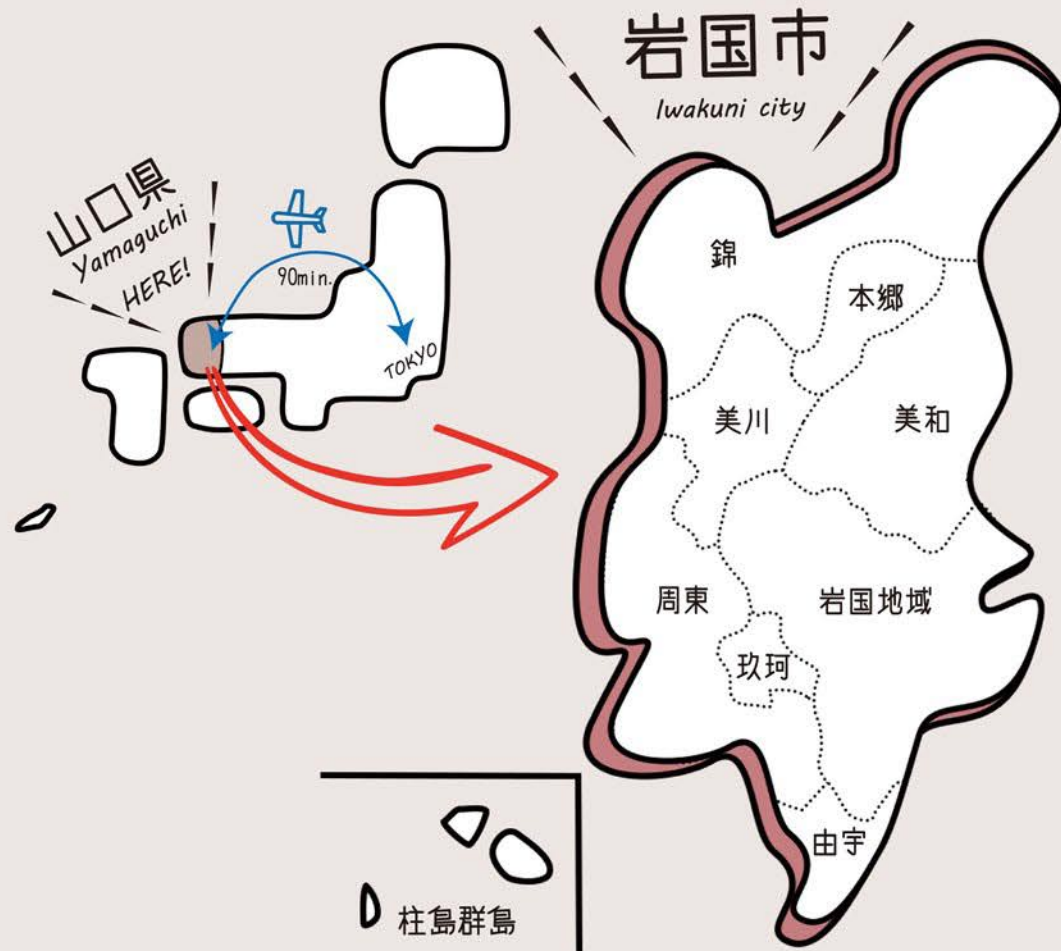 岩国市
Iwakuni city
山口県
Yamaguchi
HERE!
90min.
TOKYO
錦
本郷
美川
美和
周東
岩国地域
玖珂
由宇
柱島群島